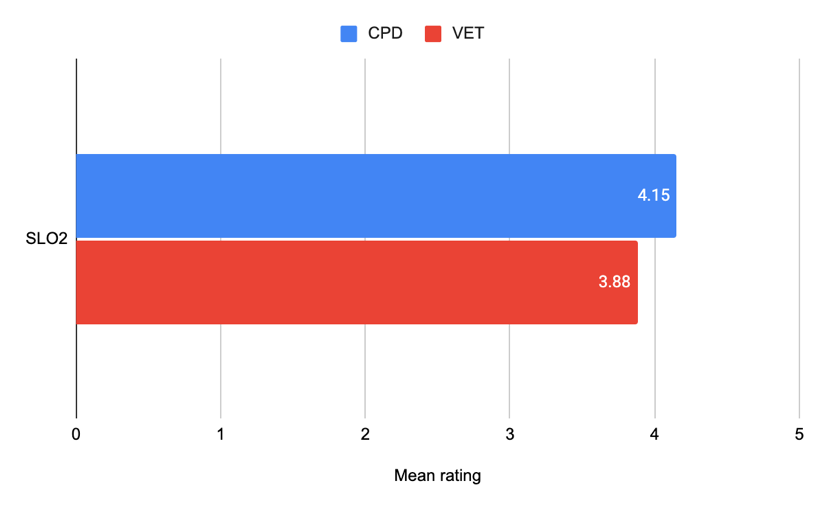 CPD VET
4.15
SLO2
3.88
0 1 2 3 4 5
Mean rating